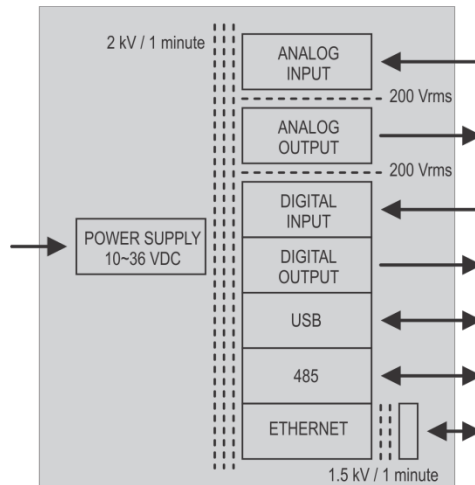 2 kV / 1 minute
ANALOG
INPUT
200 Vrms
ANALOG
OUTPUT
200 Vrms
DIGITAL
INPUT
POWER SUPPLY
10~36 VDC
DIGITAL
OUTPUT
USB
485
ETHERNET
1.5 kV / 1 minute